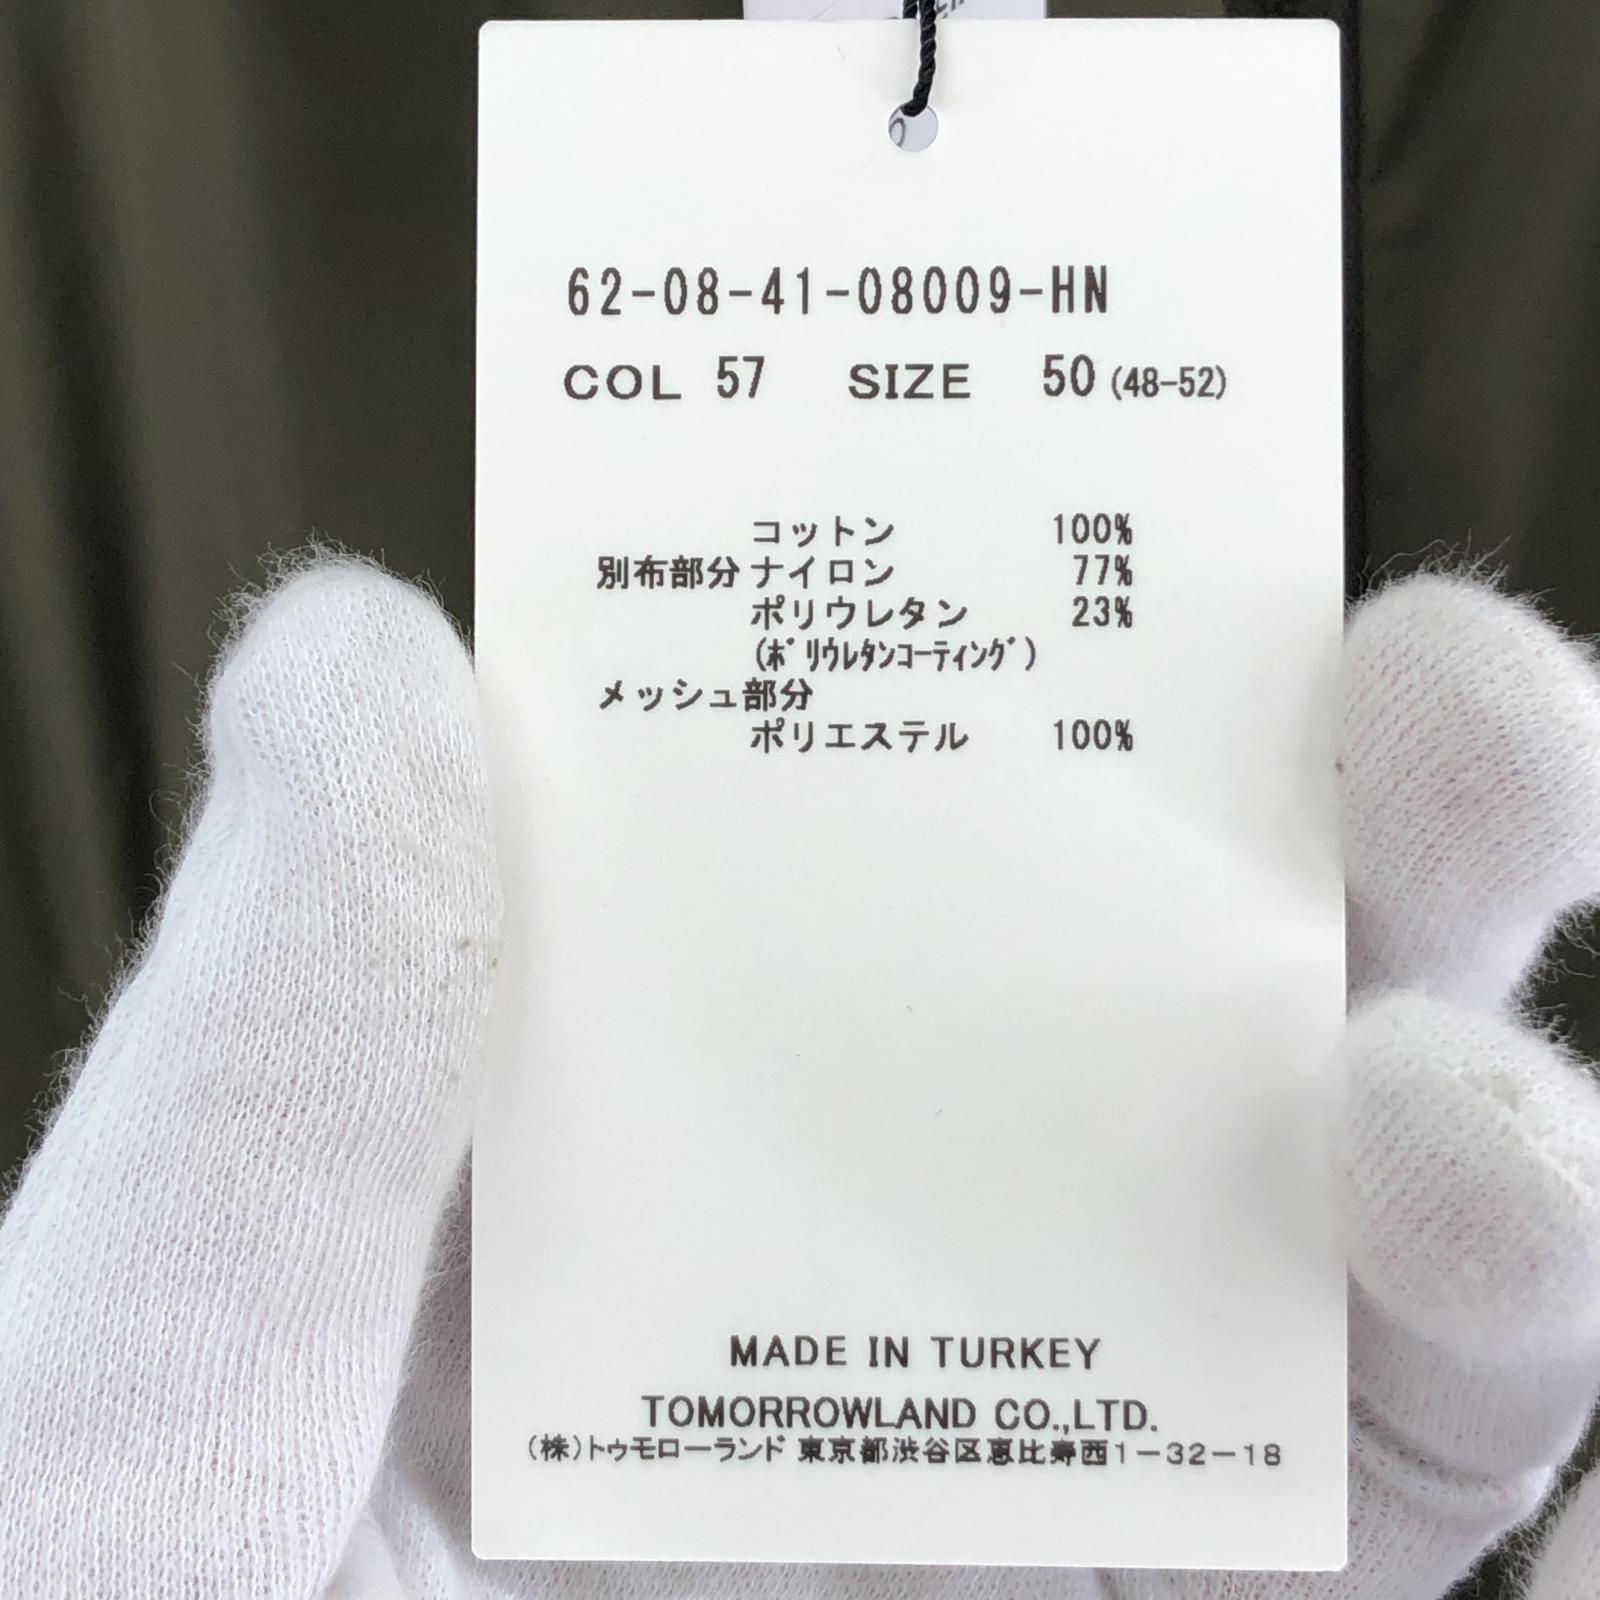 62-08-41-08009-HN
COL 57 SIZE 50 (48-52)
コットン 100%
別布部分 ナイロン 77%
ポリウレタン 23%
(ﾎﾟﾘｳﾚﾀﾝｺｰﾃｨﾝｸﾞ)
メッシュ部分
ポリエステル 100%
MADE IN TURKEY
TOMORROWLAND CO.,LTD.
(株)トゥモローランド 東京都渋谷区恵比寿西1-32-18